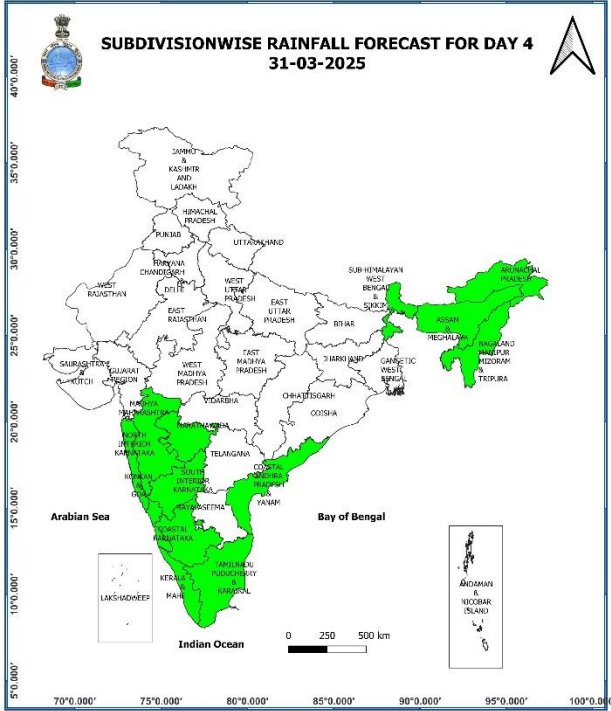 SUBDIVISIONWISE RAINFALL FORECAST FOR DAY 4
31-03-2025
40°0.000'
35°0.000'
30°0.000'
25°0.000'
20°0.000'
15°0.000'
10°0.000'
5°0.000'
JAMMU
&
KASHMIR
AND
LADAKH
HIMACHAL
PRADESH
PUNJAB
UTTARAKHAND
HARYANA
CHANDIGARH
&
DELHI
WEST
RAJASTHAN
WEST
UTTAR
PRADESH
EAST
RAJASTHAN
EAST
UTTAR
PRADESH
SUB-HIMALAYAN
WEST
BENGAL
&
SIKKIM
ARUNACHAL
PRADESH
ASSAM
&
MEGHALAYA
NAGALAND
MANIPUR
MIZORAM
&
TRIPURA
BIHAR
JHARKHAND
GANGETIC
WEST
BENGAL
SAURASHTRA
&
KUTCH
GUJARAT
REGION
WEST
MADHYA
PRADESH
EAST
MADHYA
PRADESH
CHHATTISGARH
ODISHA
VIDARBHA
MADHYA
MAHARASHTRA
MARATHAWADA
NORTH
INTERIOR
KARNATAKA
TELANGANA
KONKAN
&
GOA
SOUTH
INTERIOR
KARNATAKA
COASTAL
ANDHRA
PRADESH
&
YANAM
RAYALASEEMA
COASTAL
KARNATAKA
TAMILNADU
PUDUCHERRY
&
KARAIKAL
KERALA
&
MAHE
LAKSHADWEEP
ANDAMAN
&
NICOBAR
ISLAND
Arabian Sea
Bay of Bengal
Indian Ocean
0 250 500 km
70°0.000' 75°0.000' 80°0.000' 85°0.000' 90°0.000' 95°0.000' 100°0.000'